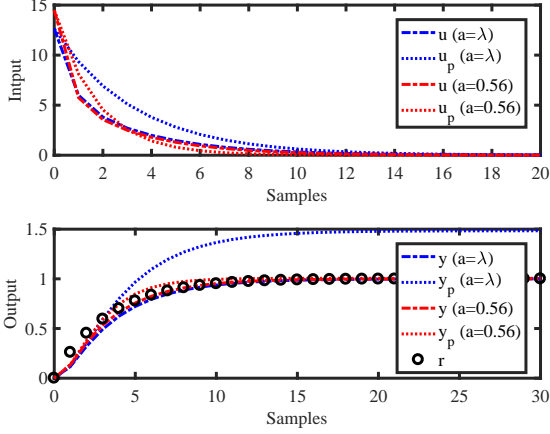 15
10
5
0
Intput
0 2 4 6 8 10 12 14 16 18 20
Samples
u (a=λ)
u_p (a=λ)
u (a=0.56)
u_p (a=0.56)
1.5
1
0.5
0
Output
0 5 10 15 20 25 30
Samples
y (a=λ)
y_p (a=λ)
y (a=0.56)
y_p (a=0.56)
r